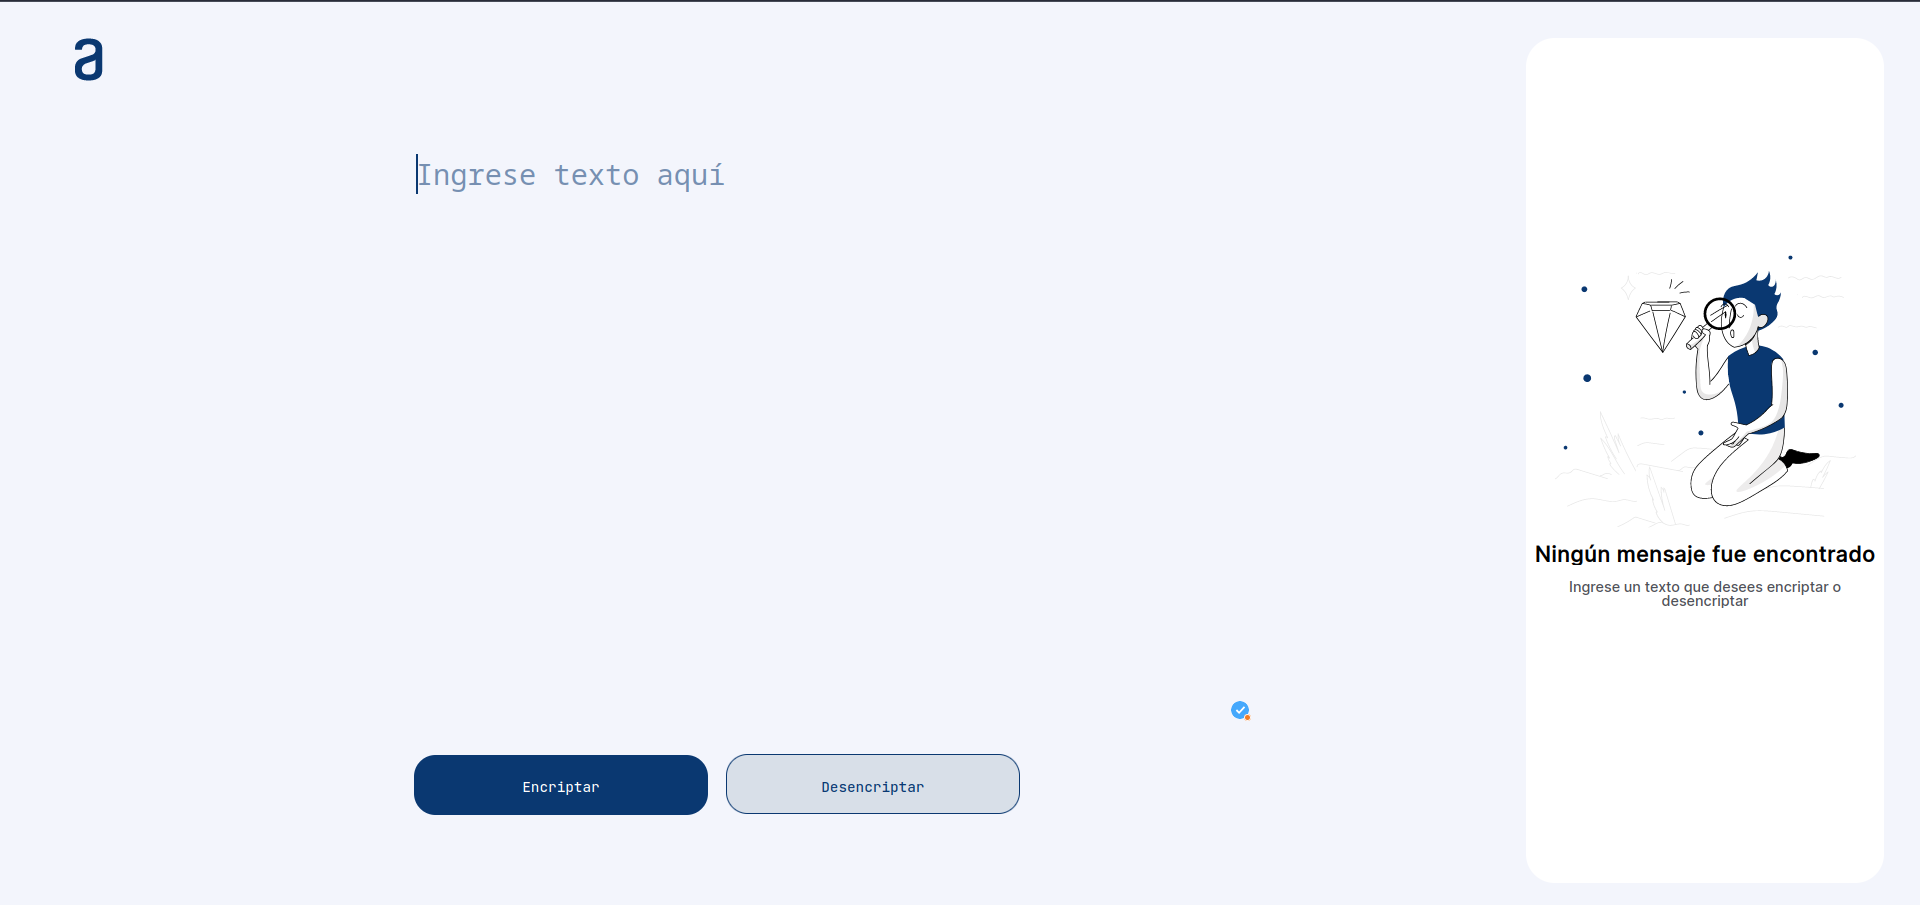 a
Ingrese texto aquí
Encriptar
Desencriptar
Ningún mensaje fue encontrado
Ingrese un texto que desees encriptar o
desencriptar